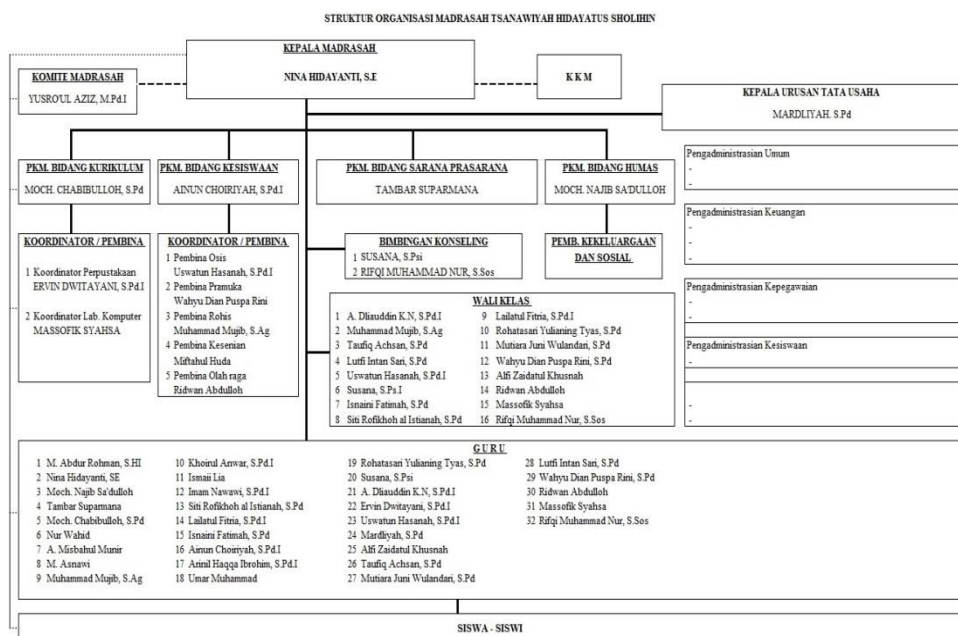 STRUKTUR ORGANISASI MADRASAH TSANAWIYAH HIDAYATUS SHOLIHIN
KEPALA MADRASAH
NINA HIDAYANTI, S.E
KOMITE MADRASAH
YUSRO'UL AZIZ, M.Pd.I
K K M
KEPALA URUSAN TATA USAHA
MARDLIYAH. S.Pd
PKM. BIDANG KURIKULUM
MOCH. CHABIBULLOH, S.Pd
PKM. BIDANG KESISWAAN
AINUN CHOIRIYAH, S.Pd.I
PKM. BIDANG SARANA PRASARANA
TAMBAR SUPARMANA
PKM. BIDANG HUMAS
MOCH. NAJIB SA'DULLOH
Pengadministrasian Umum
-
-
Pengadministrasian Keuangan
-
-
-
Pengadministrasian Kepegawaian
-
-
Pengadministrasian Kesiswaan
-
-
KOORDINATOR / PEMBINA
1 Koordinator Perpustakaan
ERVIN DWITAYANI, S.Pd.I
2 Koordinator Lab. Komputer
MASSOFIK SYAHSA.
KOORDINATOR / PEMBINA
1 Pembina Osis
Uswatun Hasanah, S.Pd.I
2 Pembina Pramuka
Wahyu Dian Puspa Rini
3 Pembina Rohis
Muhammad Mujib, S.Ag
4 Pembina Kesenian
Miftahul Huda
5 Pembina Olah raga
Ridwan Abdulloh
BIMBINGAN KONSELING
1 SUSANA, S.Psi
2 RIFQI MUHAMMAD NUR, S.Sos
PEMB. KEKELUARGAAN
DAN SOSIAL
WALI KELAS
1 A. Dliauddin K.N, S.Pd.I
2 Muhammad Mujib, S.Ag
3 Taufiq Achsan, S.Pd
4 Lutfi Intan Sari, S.Pd
5 Uswatun Hasanah, S.Pd.I
6 Susana, S.Ps.I
7 Isnaini Fatimah, S.Pd
8 Siti Rofikhoh al Istianah, S.Pd
9 Lailatul Fitria, S.Pd.I
10 Rohatasari Yulianing Tyas, S.Pd
11 Mutiara Juni Wulandari, S.Pd
12 Wahyu Dian Puspa Rini, S.Pd
13 Alfi Zaidatul Khusnah
14 Ridwan Abdulloh
15 Massofik Syahsa
16 Rifqi Muhammad Nur, S.Sos
G U R U
1 M. Abdur Rohman, S.HI
2 Nina Hidayanti, SE
3 Moch. Najib Sa'dulloh
4 Tambar Suparmana
5 Moch. Chabibulloh, S.Pd
6 Nur Wahid
7 A. Misbahul Munir
8 M. Asnawi
9 Muhammad Mujib, S.Ag
10 Khoirul Anwar, S.Pd.I
11 Ismaii Lia
12 Imam Nawawi, S.Pd.I
13 Siti Rofikhoh al Istianah, S.Pd
14 Lailatul Fitria, S.Pd.I
15 Isnaini Fatimah, S.Pd
16 Ainun Choiriyah, S.Pd.I
17 Arinil Haqqa Ibrohim, S.Pd.I
18 Umar Muhammad
19 Rohatasari Yulianing Tyas, S.Pd
20 Susana, S.Psi
21 A. Dliauddin K.N, S.Pd.I
22 Ervin Dwitayani, S.Pd.I
23 Uswatun Hasanah, S.Pd.I
24 Mardliyah, S.Pd
25 Alfi Zaidatul Khusnah
26 Taufiq Achsan, S.Pd
27 Mutiara Juni Wulandari, S.Pd
28 Lutfi Intan Sari, S.Pd
29 Wahyu Dian Puspa Rini, S.Pd
30 Ridwan Abdulloh
31 Massofik Syahsa
32 Rifqi Muhammad Nur, S.Sos
SISWA - SISWI